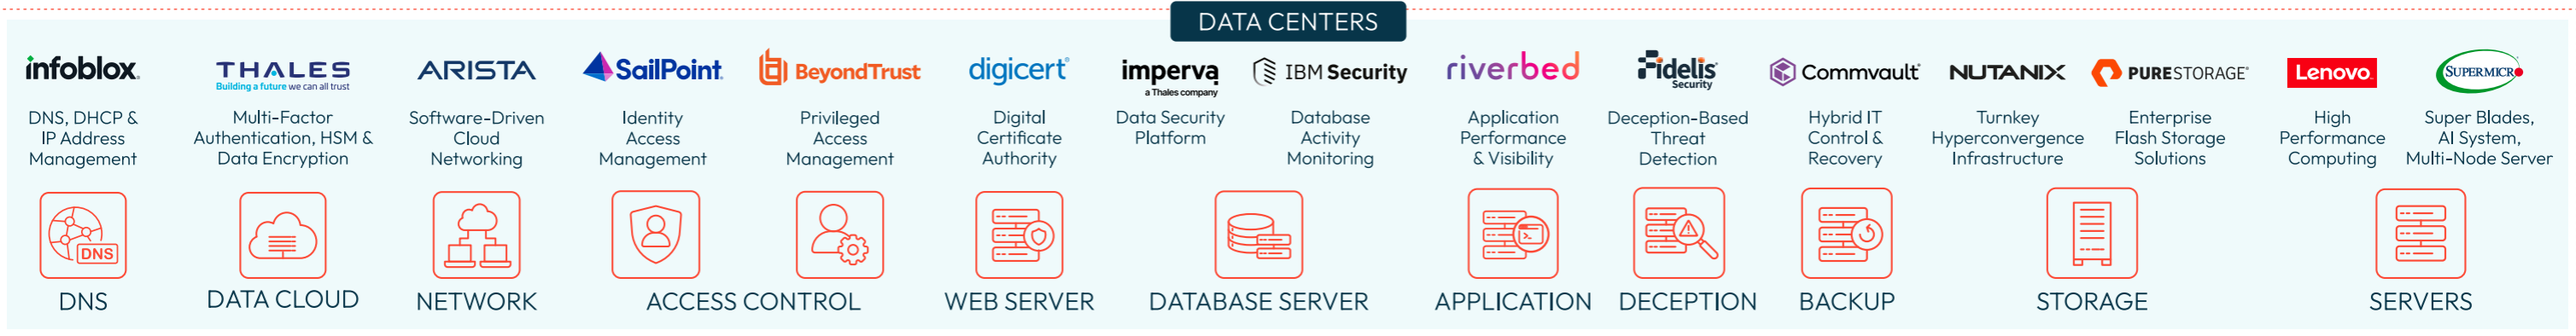 DATA CENTERS
infoblox.
DNS, DHCP &
IP Address
Management
DNS
DNS
THALES
Building a future we can all trust
Multi-Factor
Authentication, HSM &
Data Encryption
DATA CLOUD
ARISTA
Software-Driven
Cloud
Networking
NETWORK
SailPoint.
Identity
Access
Management
BeyondTrust
Privileged
Access
Management
ACCESS CONTROL
digicert®
Digital
Certificate
Authority
WEB SERVER
imperva
a Thales company
Data Security
Platform
IBM Security
Database
Activity
Monitoring
DATABASE SERVER
riverbed
Application
Performance
& Visibility
APPLICATION
Fidelis
Security
Deception-Based
Threat
Detection
DECEPTION
Commvault®
Hybrid IT
Control &
Recovery
BACKUP
NUTANIX
Turnkey
Hyperconvergence
Infrastructure
PURESTORAGE®
Enterprise
Flash Storage
Solutions
STORAGE
Lenovo
High
Performance
Computing
SUPERMICR
Super Blades,
AI System,
Multi-Node Server
SERVERS